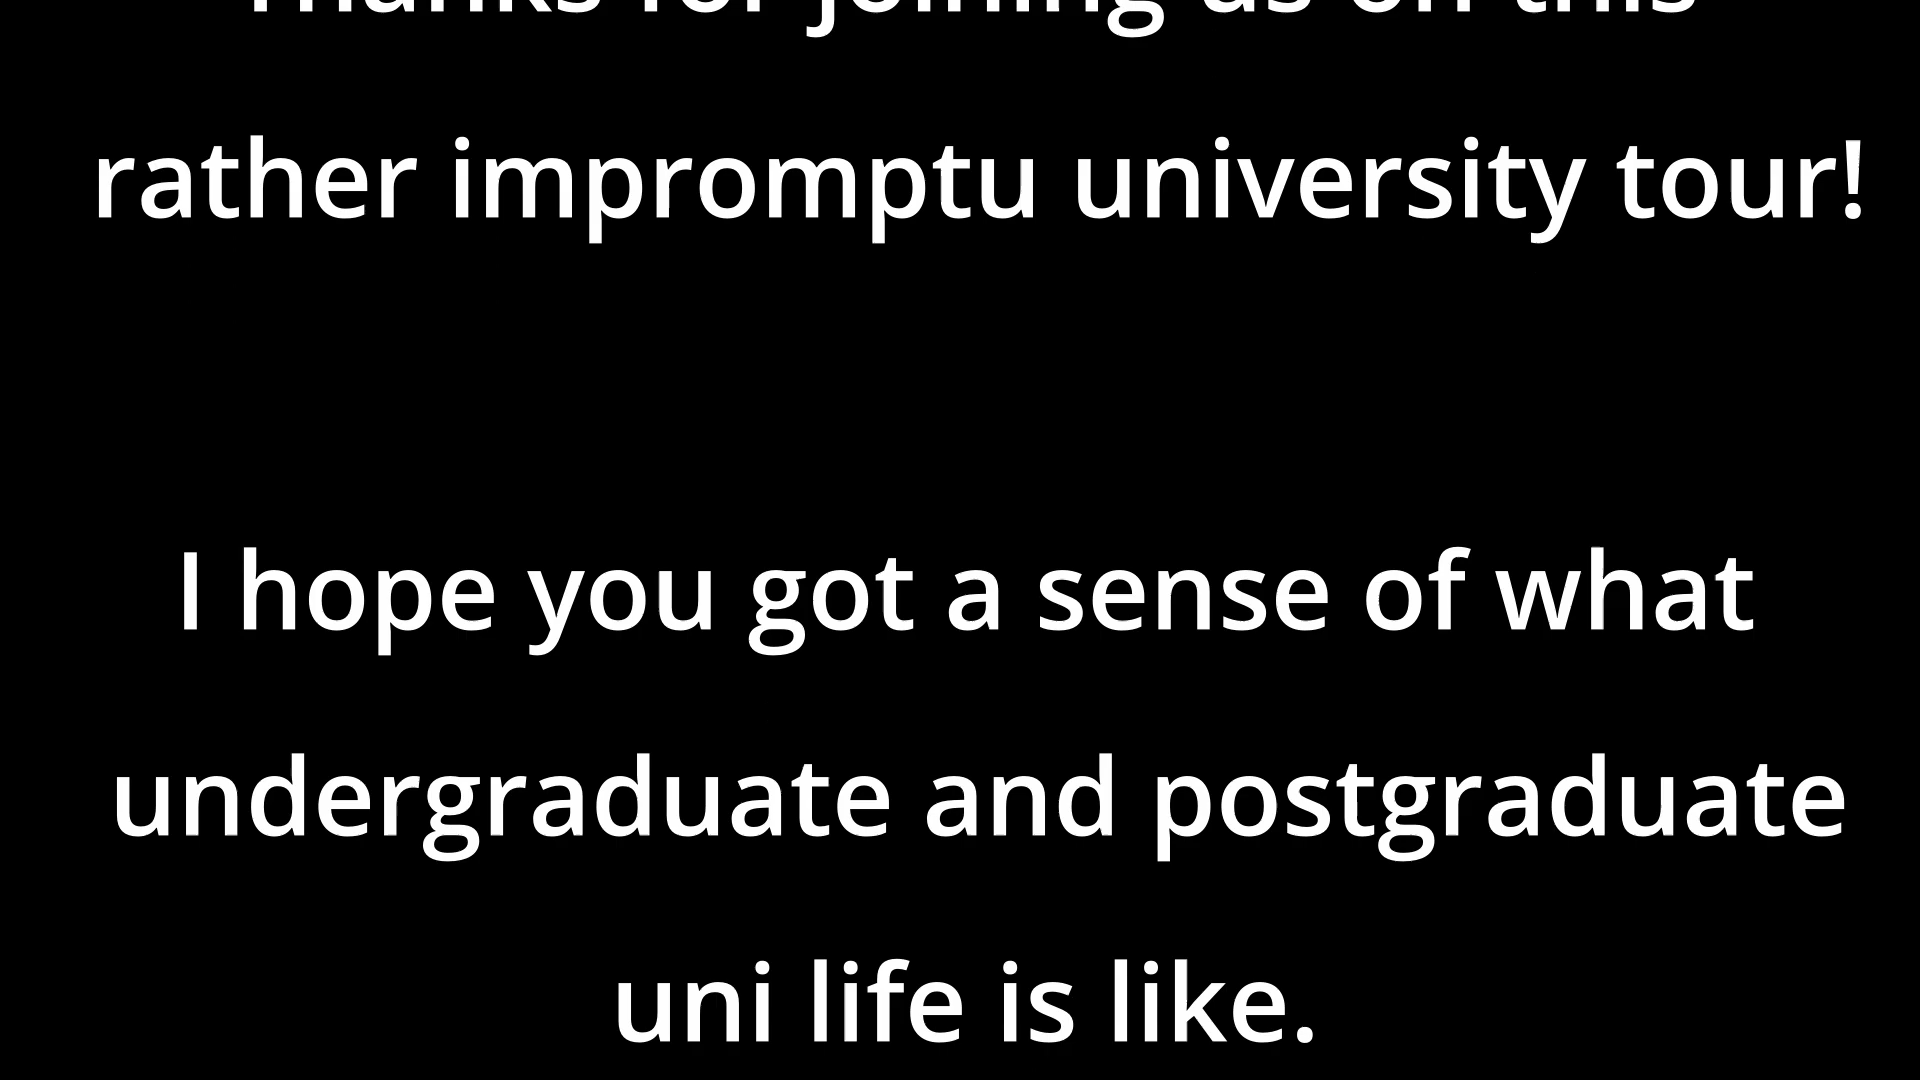 Thanks for joining us on this
rather impromptu university tour!
I hope you got a sense of what
undergraduate and postgraduate
uni life is like.